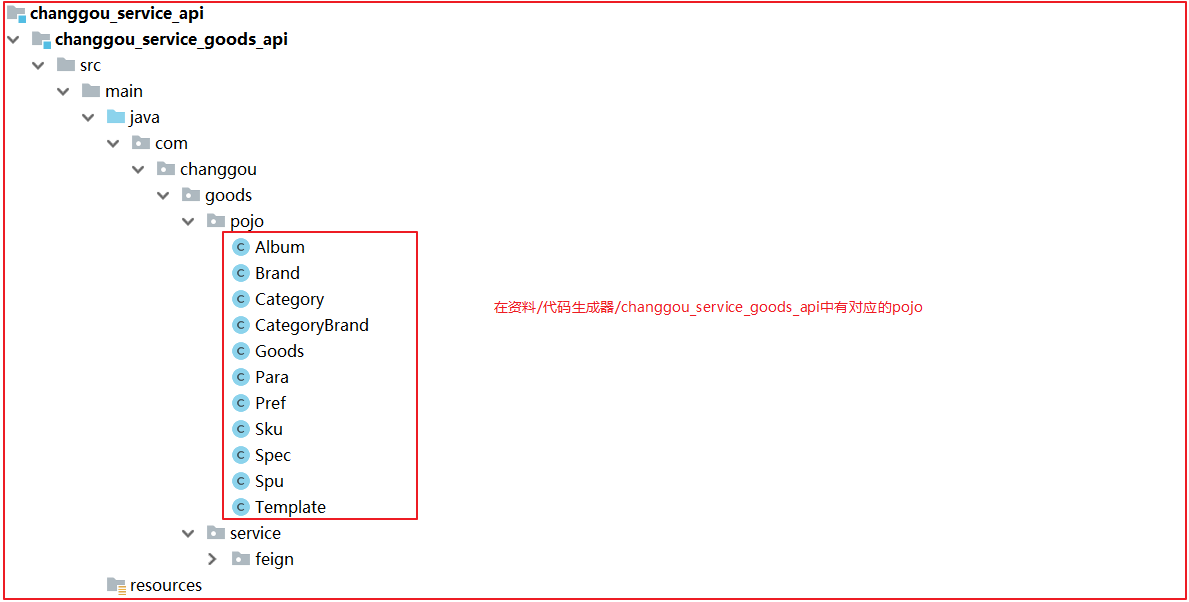 changgou_service_api
changgou_service_goods_api
src
main
java
com
changgou
goods
pojo
Album
Brand
Category
在资料/代码生成器/changgou_service_goods_api中有对应的pojo
CategoryBrand
Goods
Para
Pref
Sku
Spec
Spu
Template
service
feign
resources